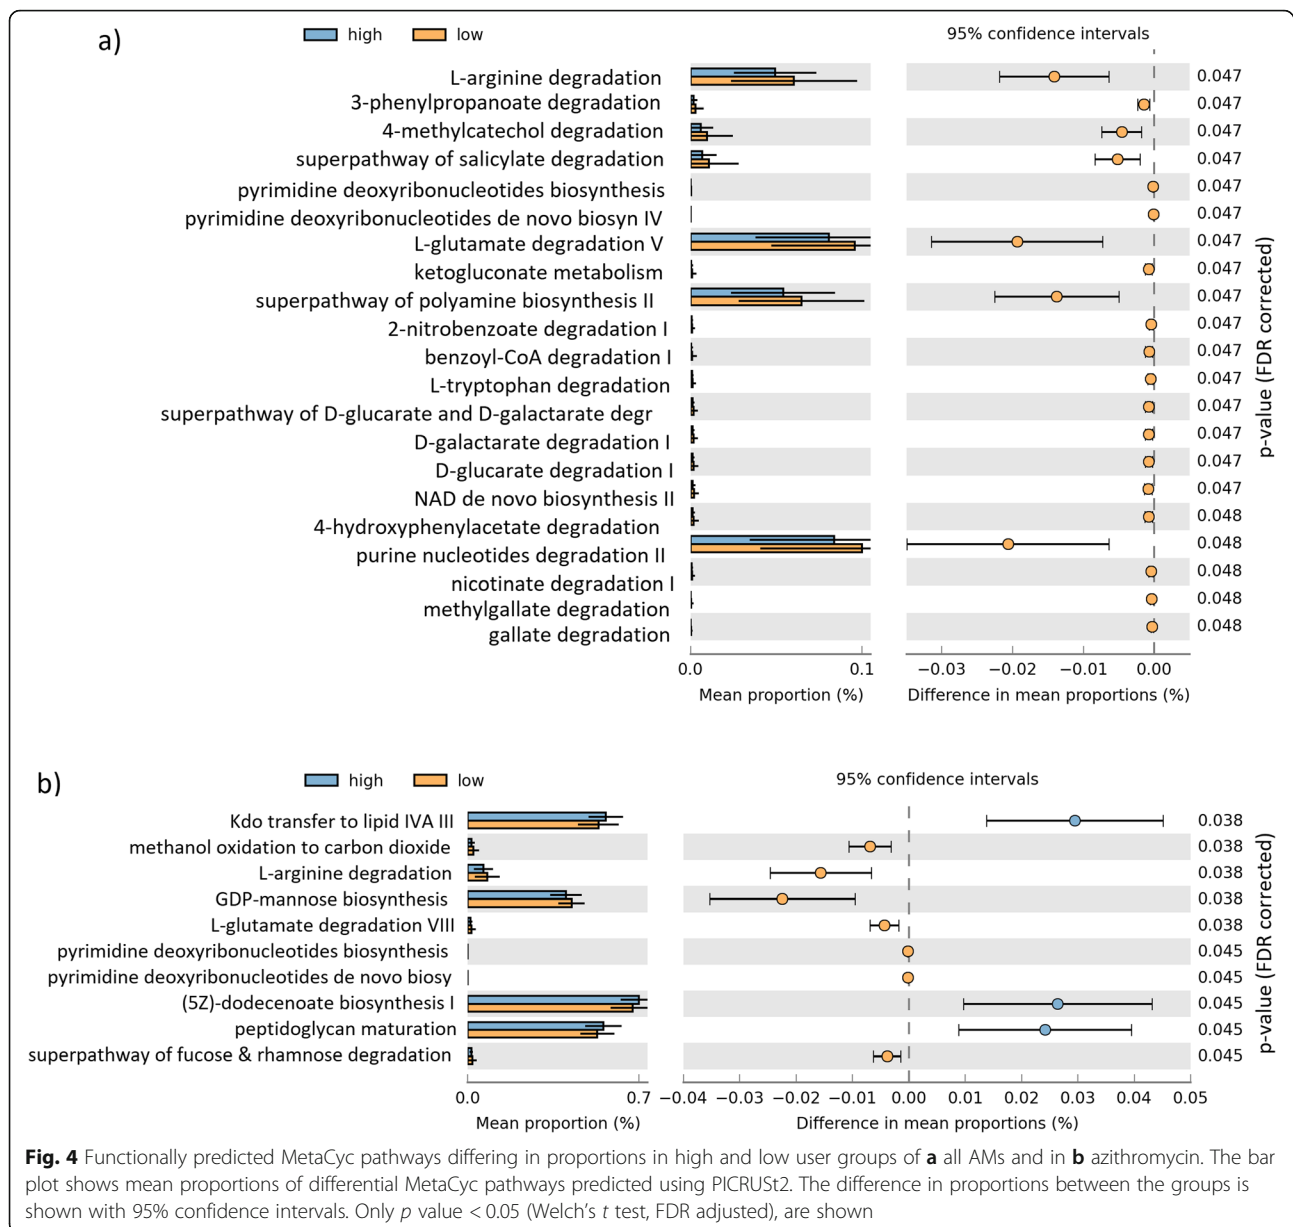 a)
high low
95% confidence intervals
L-arginine degradation 0.047
3-phenylpropanoate degradation 0.047
4-methylcatechol degradation 0.047
superpathway of salicylate degradation 0.047
pyrimidine deoxyribonucleotides biosynthesis 0.047
pyrimidine deoxyribonucleotides de novo biosyn IV 0.047
L-glutamate degradation V 0.047
ketogluconate metabolism 0.047
superpathway of polyamine biosynthesis II 0.047
2-nitrobenzoate degradation I 0.047
benzoyl-CoA degradation I 0.047
L-tryptophan degradation 0.047
superpathway of D-glucarate and D-galactarate degr 0.047
D-galactarate degradation I 0.047
D-glucarate degradation I 0.047
NAD de novo biosynthesis II 0.047
4-hydroxyphenylacetate degradation 0.048
purine nucleotides degradation II 0.048
nicotinate degradation I 0.048
methylgallate degradation 0.048
gallate degradation 0.048
p-value (FDR corrected)
0.0 0.1 −0.03 −0.02 −0.01 0.00
Mean proportion (%) Difference in mean proportions (%)
b)
high low
95% confidence intervals
Kdo transfer to lipid IVA III 0.038
methanol oxidation to carbon dioxide 0.038
L-arginine degradation 0.038
GDP-mannose biosynthesis 0.038
L-glutamate degradation VIII 0.038
pyrimidine deoxyribonucleotides biosynthesis 0.045
pyrimidine deoxyribonucleotides de novo biosy 0.045
(5Z)-dodecenoate biosynthesis I 0.045
peptidoglycan maturation 0.045
superpathway of fucose & rhamnose degradation 0.045
p-value (FDR corrected)
0.0 0.7 −0.04 −0.03 −0.02 −0.01 0.00 0.01 0.02 0.03 0.04 0.05
Mean proportion (%) Difference in mean proportions (%)
Fig. 4 Functionally predicted MetaCyc pathways differing in proportions in high and low user groups of a all AMs and in b azithromycin. The bar
plot shows mean proportions of differential MetaCyc pathways predicted using PICRUSt2. The difference in proportions between the groups is
shown with 95% confidence intervals. Only p value < 0.05 (Welch's t test, FDR adjusted), are shown